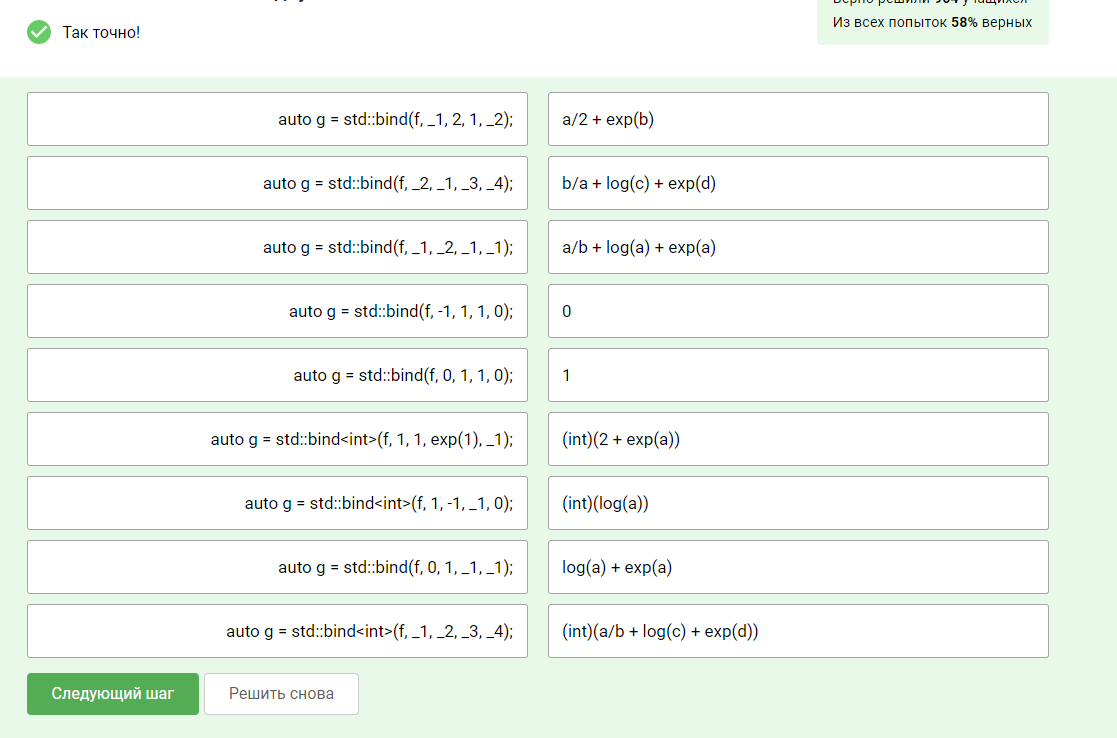 Так точно!
Верно решили 904 учащихся
Из всех попыток 58% верных
auto g = std::bind(f, _1, 2, 1, _2);
a/2 + exp(b)
auto g = std::bind(f, _2, _1, _3, _4);
b/a + log(c) + exp(d)
auto g = std::bind(f, _1, _2, _1, _1);
a/b + log(a) + exp(a)
auto g = std::bind(f, -1, 1, 1, 0);
0
auto g = std::bind(f, 0, 1, 1, 0);
1
auto g = std::bind<int>(f, 1, 1, exp(1), _1);
(int)(2 + exp(a))
auto g = std::bind<int>(f, 1, -1, _1, 0);
(int)(log(a))
auto g = std::bind(f, 0, 1, _1, _1);
log(a) + exp(a)
auto g = std::bind<int>(f, _1, _2, _3, _4);
(int)(a/b + log(c) + exp(d))
Следующий шаг
Решить снова